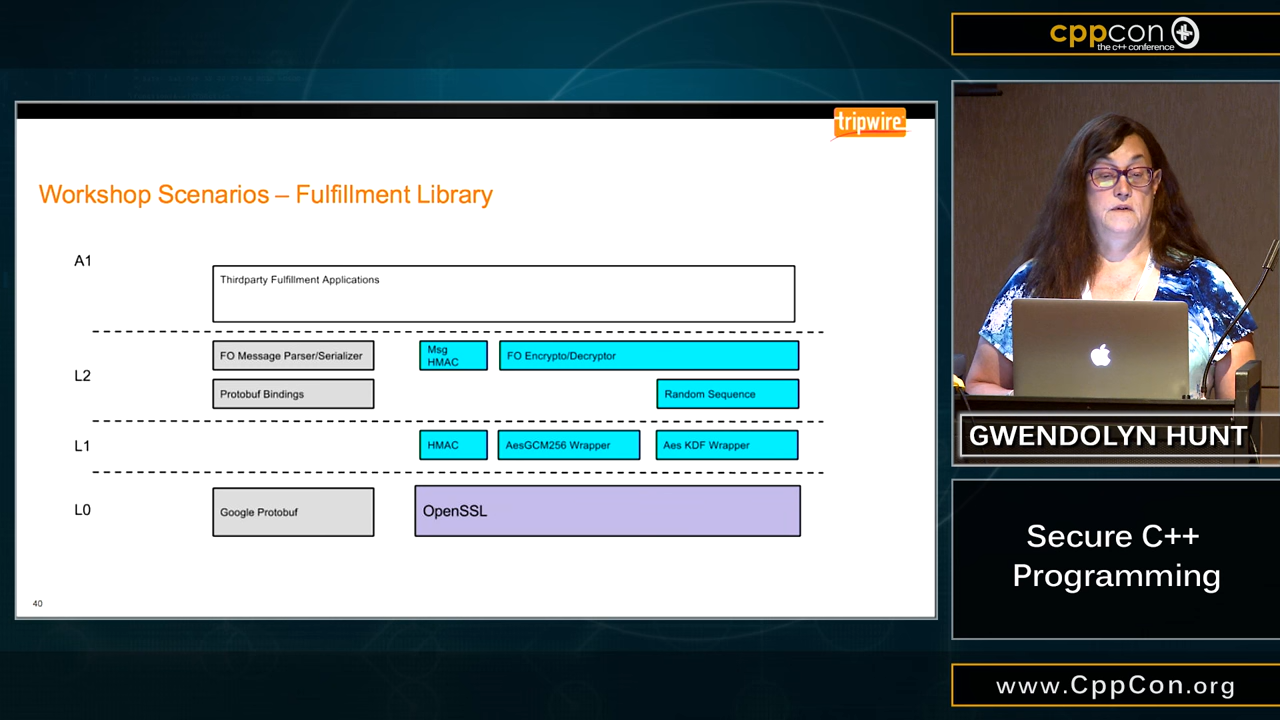 cppcon
the c++ conference
tripwire
Workshop Scenarios – Fulfillment Library
A1
Thirdparty Fulfillment Applications
L2
FO Message Parser/Serializer
Msg
HMAC
FO Encrypto/Decryptor
Protobuf Bindings
Random Sequence
L1
HMAC
AesGCM256 Wrapper
Aes KDF Wrapper
L0
Google Protobuf
OpenSSL
40
GWENDOLYN HUNT
Secure C++
Programming
www.CppCon.org